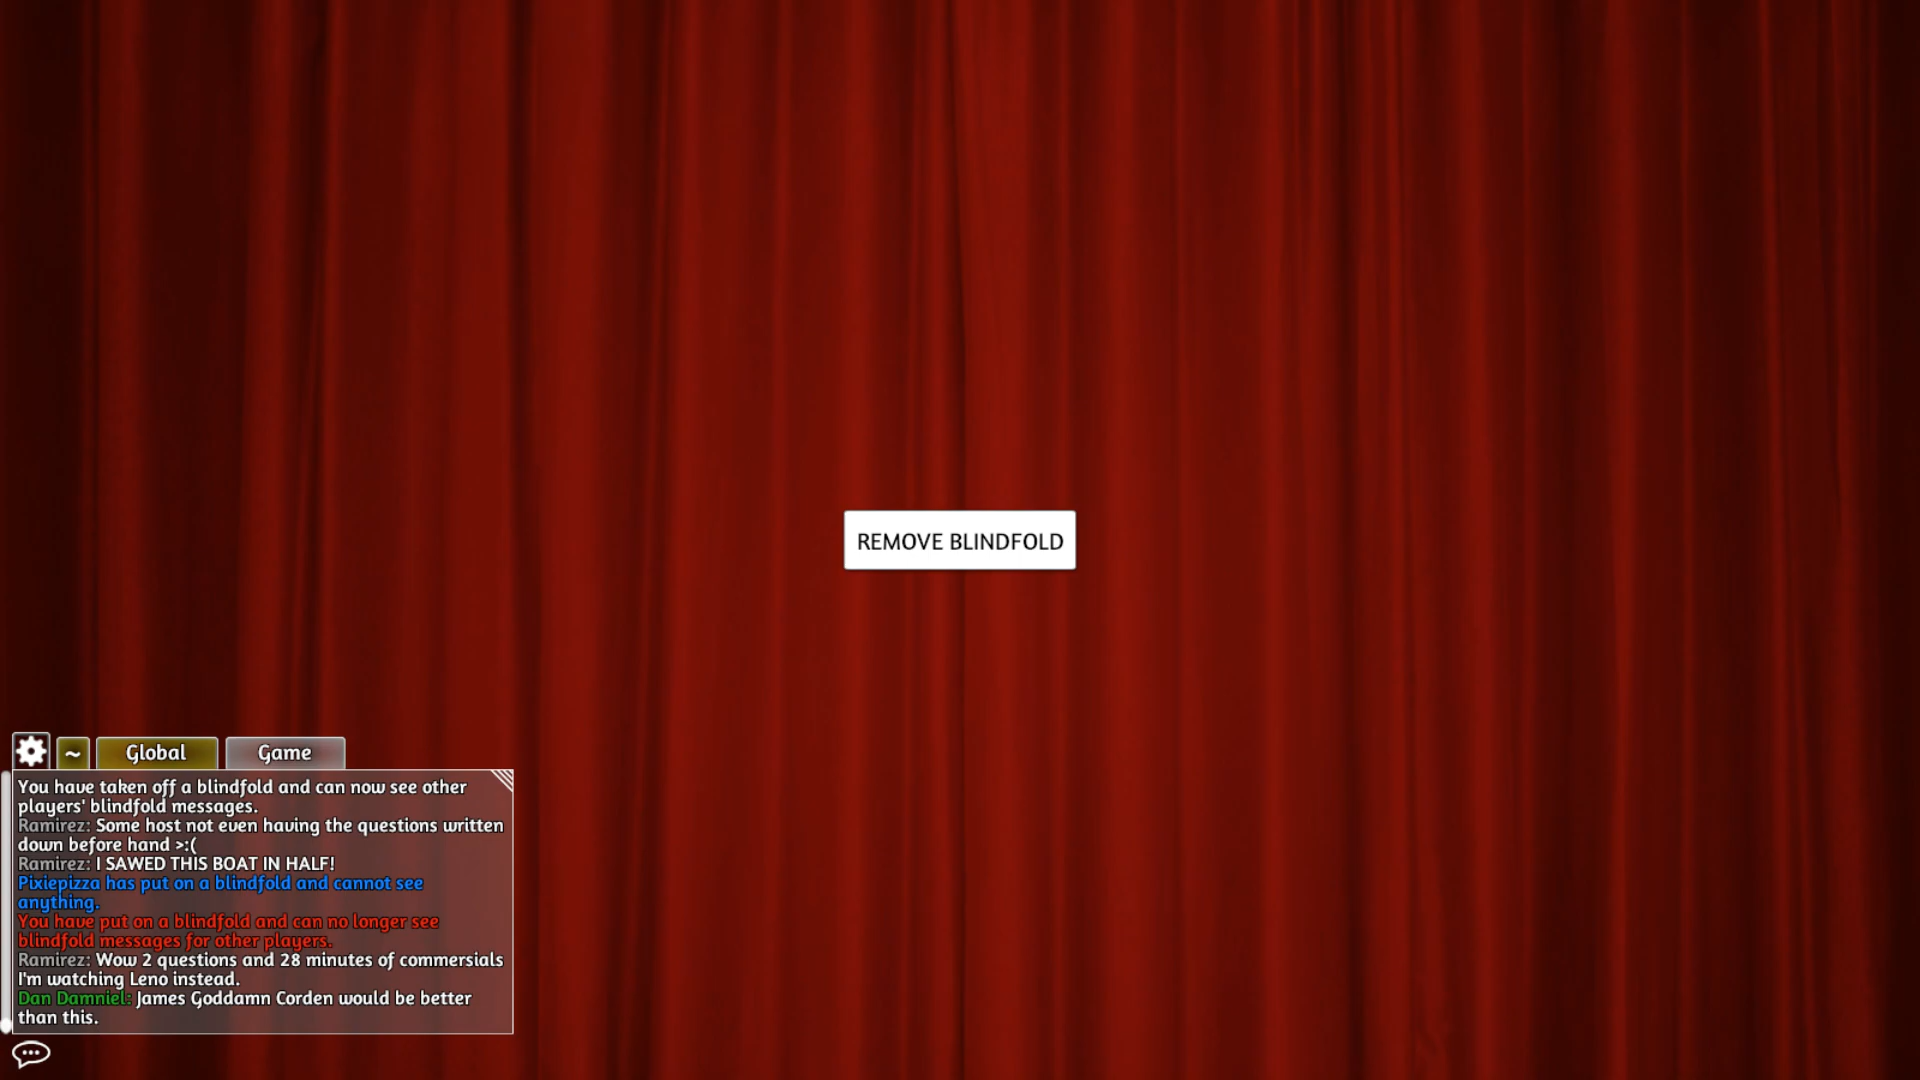 REMOVE BLINDFOLD
~ Global Game
You have taken off a blindfold and can now see other
players' blindfold messages.
Ramirez: Some host not even having the questions written
down before hand >:(
Ramirez: I SAWED THIS BOAT IN HALF!
Pixiepizza has put on a blindfold and cannot see
anything.
You have put on a blindfold and can no longer see
blindfold messages for other players.
Ramirez: Wow 2 questions and 28 minutes of commersials
I'm watching Leno instead.
Dan Damniel: James Goddamn Corden would be better
than this.